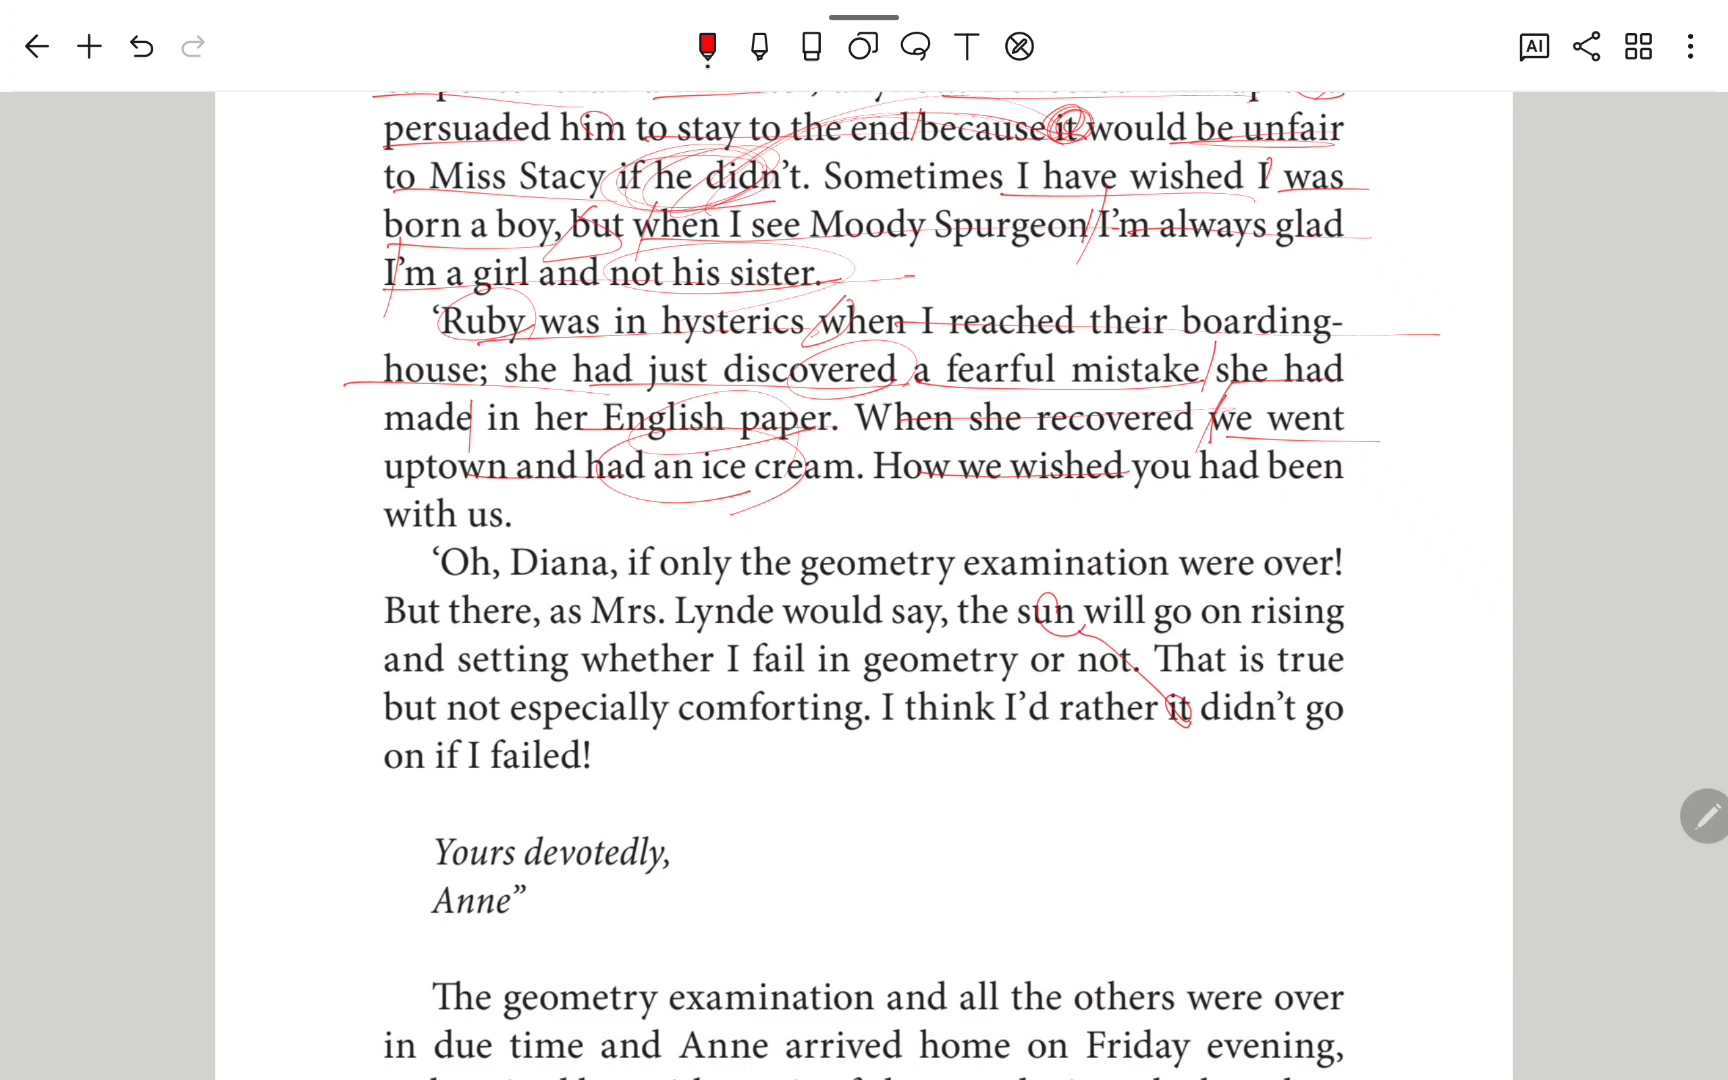 AI
persuaded him to stay to the end because it would be unfair
to Miss Stacy if he didn't. Sometimes I have wished I was
born a boy, but when I see Moody Spurgeon I'm always glad
I'm a girl and not his sister.
‘Ruby was in hysterics when I reached their boarding-
house; she had just discovered a fearful mistake she had
made in her English paper. When she recovered we went
uptown and had an ice cream. How we wished you had been
with us.
‘Oh, Diana, if only the geometry examination were over!
But there, as Mrs. Lynde would say, the sun will go on rising
and setting whether I fail in geometry or not. That is true
but not especially comforting. I think I'd rather it didn't go
on if I failed!
Yours devotedly,
Anne”
The geometry examination and all the others were over
in due time and Anne arrived home on Friday evening,